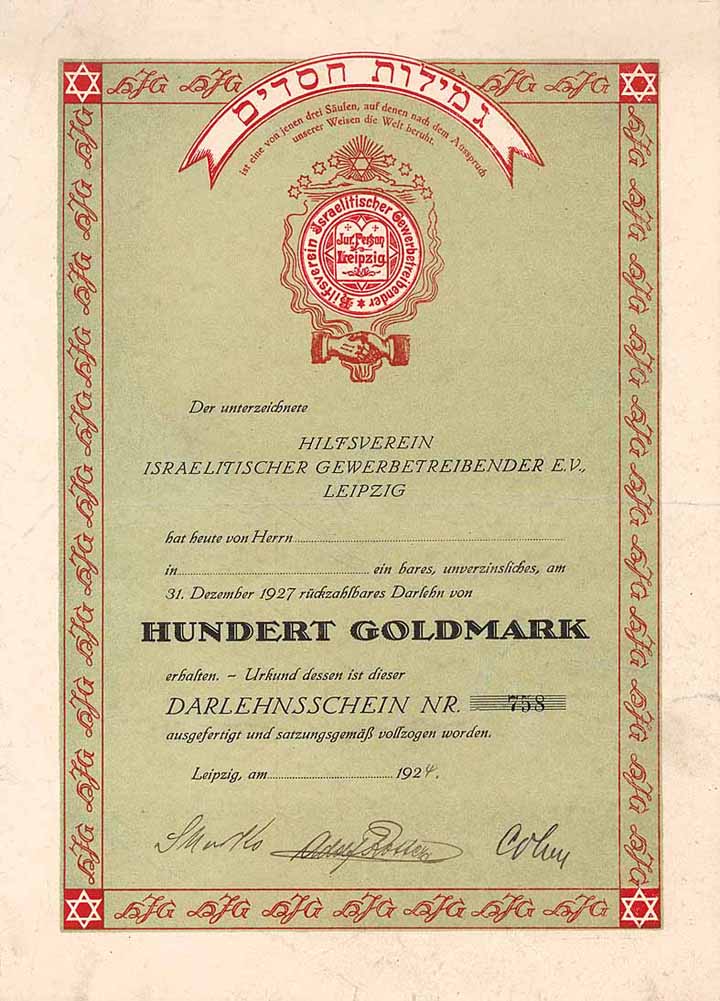 גמילות חסדים
ist eine von jenen drei Säulen, auf denen nach dem Ausspruch
unserer Weisen die Welt beruht.
Hilfsverein Israelitischer Gewerbetreibender
Jur. Person
Leipzig
Der unterzeichnete
HILFSVEREIN
ISRAELITISCHER GEWERBETREIBENDER E.V.,
LEIPZIG
hat heute von Herrn
in ein bares, unverzinsliches, am
31. Dezember 1927 rückzahlbares Darlehn von
HUNDERT GOLDMARK
erhalten. – Urkund dessen ist dieser
DARLEHNSSCHEIN NR. 758
ausgefertigt und satzungsgemäß vollzogen worden.
Leipzig, am 1924.
Cohn